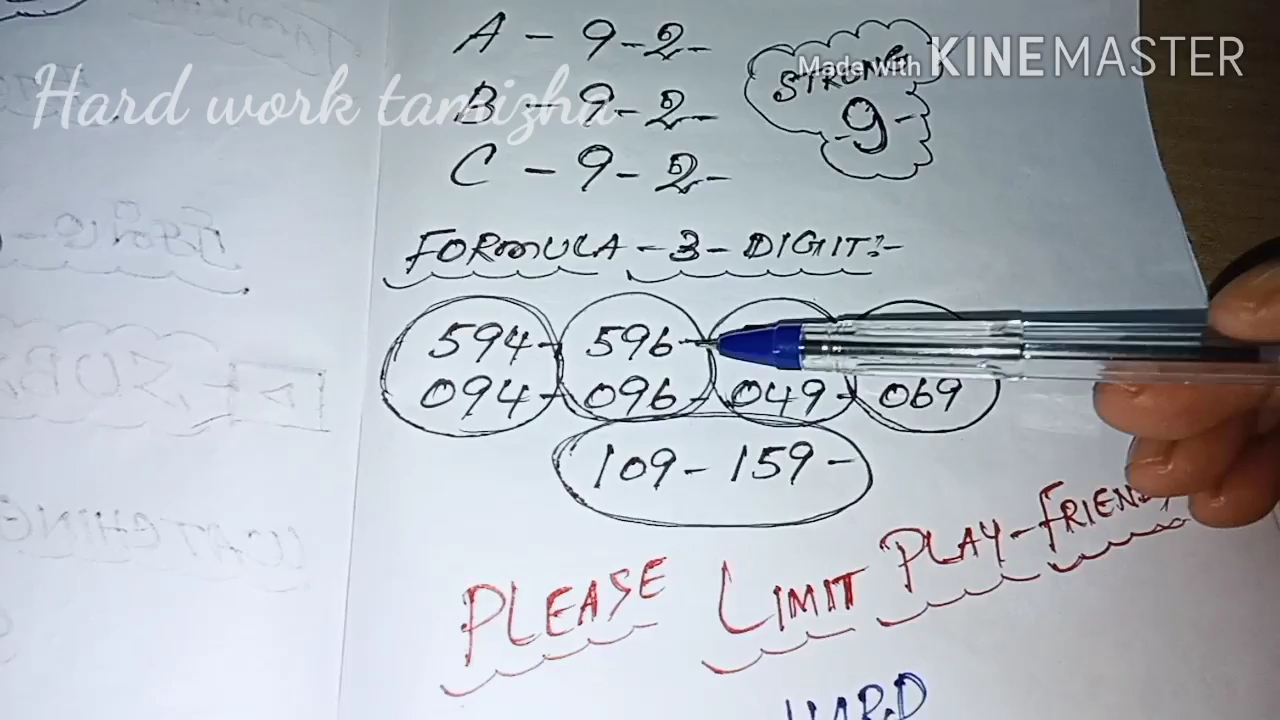 A - 9 - 2 -
B - 9 - 2 -
C - 9 - 2 -
STRONG
9 -
Made with KINEMASTER
Hard work tamizha
FORMULA - 3 - DIGIT:-
594 - 596 -
094 - 096 - 049 - 069
109 - 159 -
PLEASE LIMIT PLAY - FRIEND
HARD